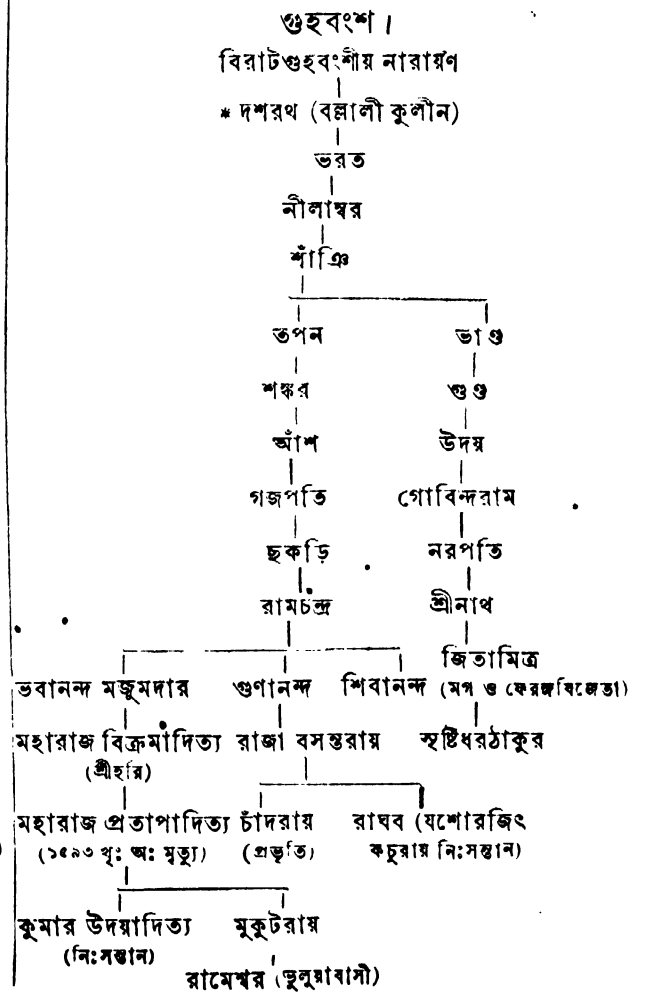 গুহবংশ।
বিরাটগুহবংশীয় নারায়ণ
* দশরথ (বল্লালী কুলীন)
ভরত
নীলাম্বর
শাঁঞি
তপন ভাণ্ড
শঙ্কর গুণ্ড
আঁশ উদয়
গজপতি গোবিন্দরাম
ছকড়ি নরপতি
রামচন্দ্র শ্রীনাথ
জিতামিত্র
ভবানন্দ মজুমদার গুণানন্দ শিবানন্দ (মগ ও ফেরঙ্গবিজেতা)
মহারাজ বিক্রমাদিত্য রাজা বসন্তরায় সৃষ্টিধরঠাকুর
(শ্রীহরি)
মহারাজ প্রতাপাদিত্য চাঁদরায় রাঘব (যশোরজিৎ
(১৫৯৩ খৃঃ অঃ মৃত্যু) (প্রভৃতি) কচুরায় নিঃসন্তান)
কুমার উদয়াদিত্য মুকুটরায়
(নিঃসন্তান)
রামেশ্বর (ভুলুয়াবাসী)